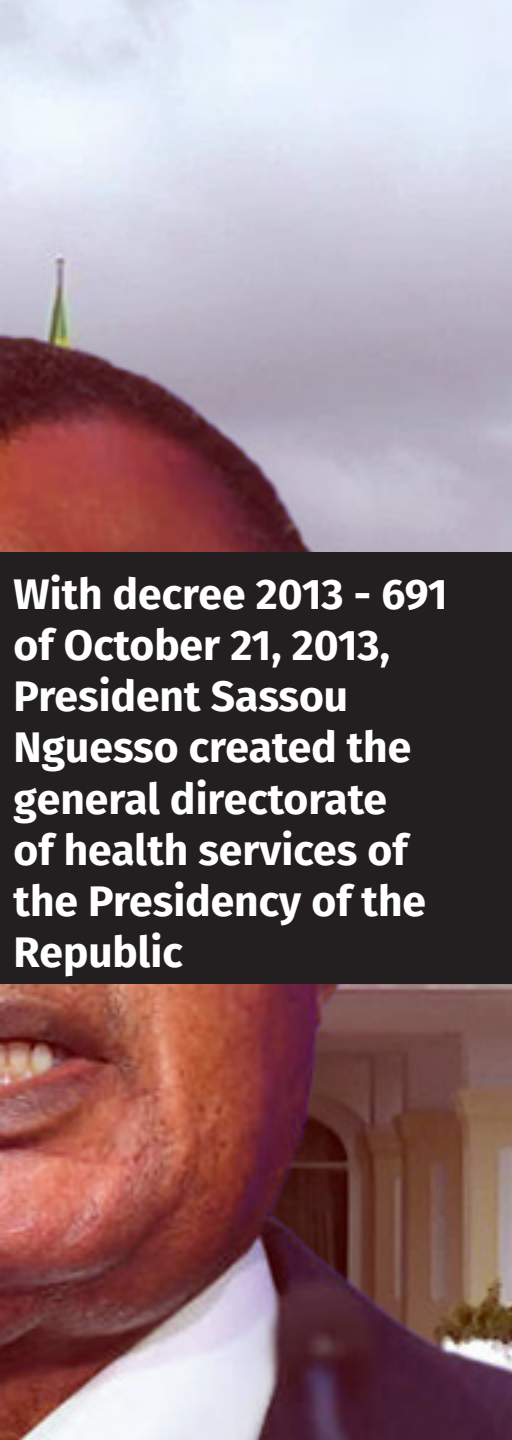 With decree 2013 - 691
of October 21, 2013,
President Sassou
Nguesso created the
general directorate
of health services of
the Presidency of the
Republic